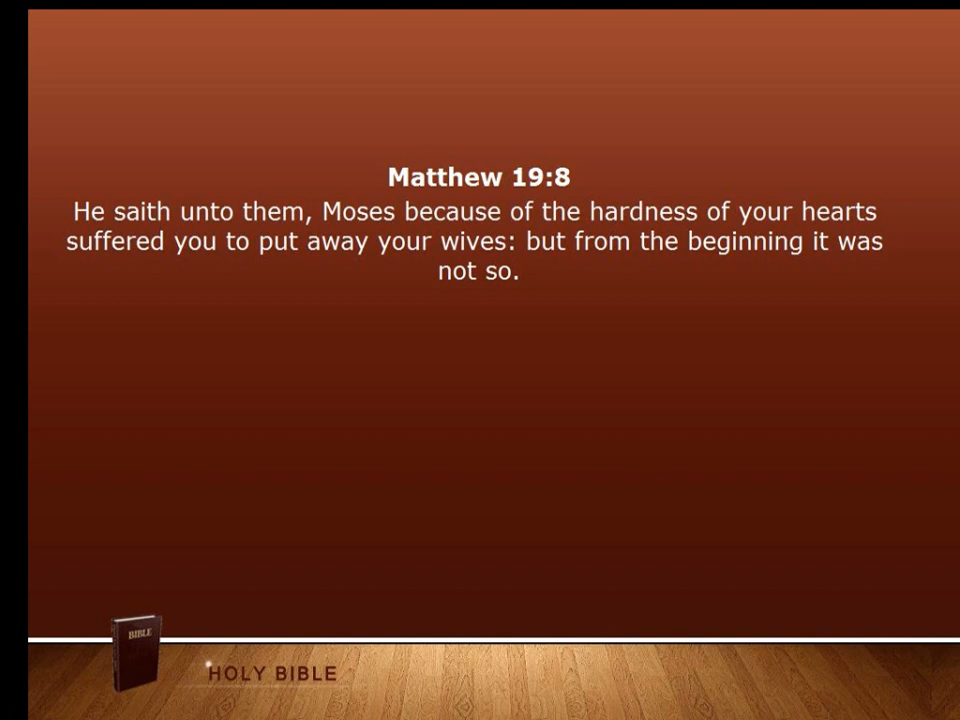 Matthew 19:8
He saith unto them, Moses because of the hardness of your hearts
suffered you to put away your wives: but from the beginning it was
not so.
BIBLE
HOLY BIBLE